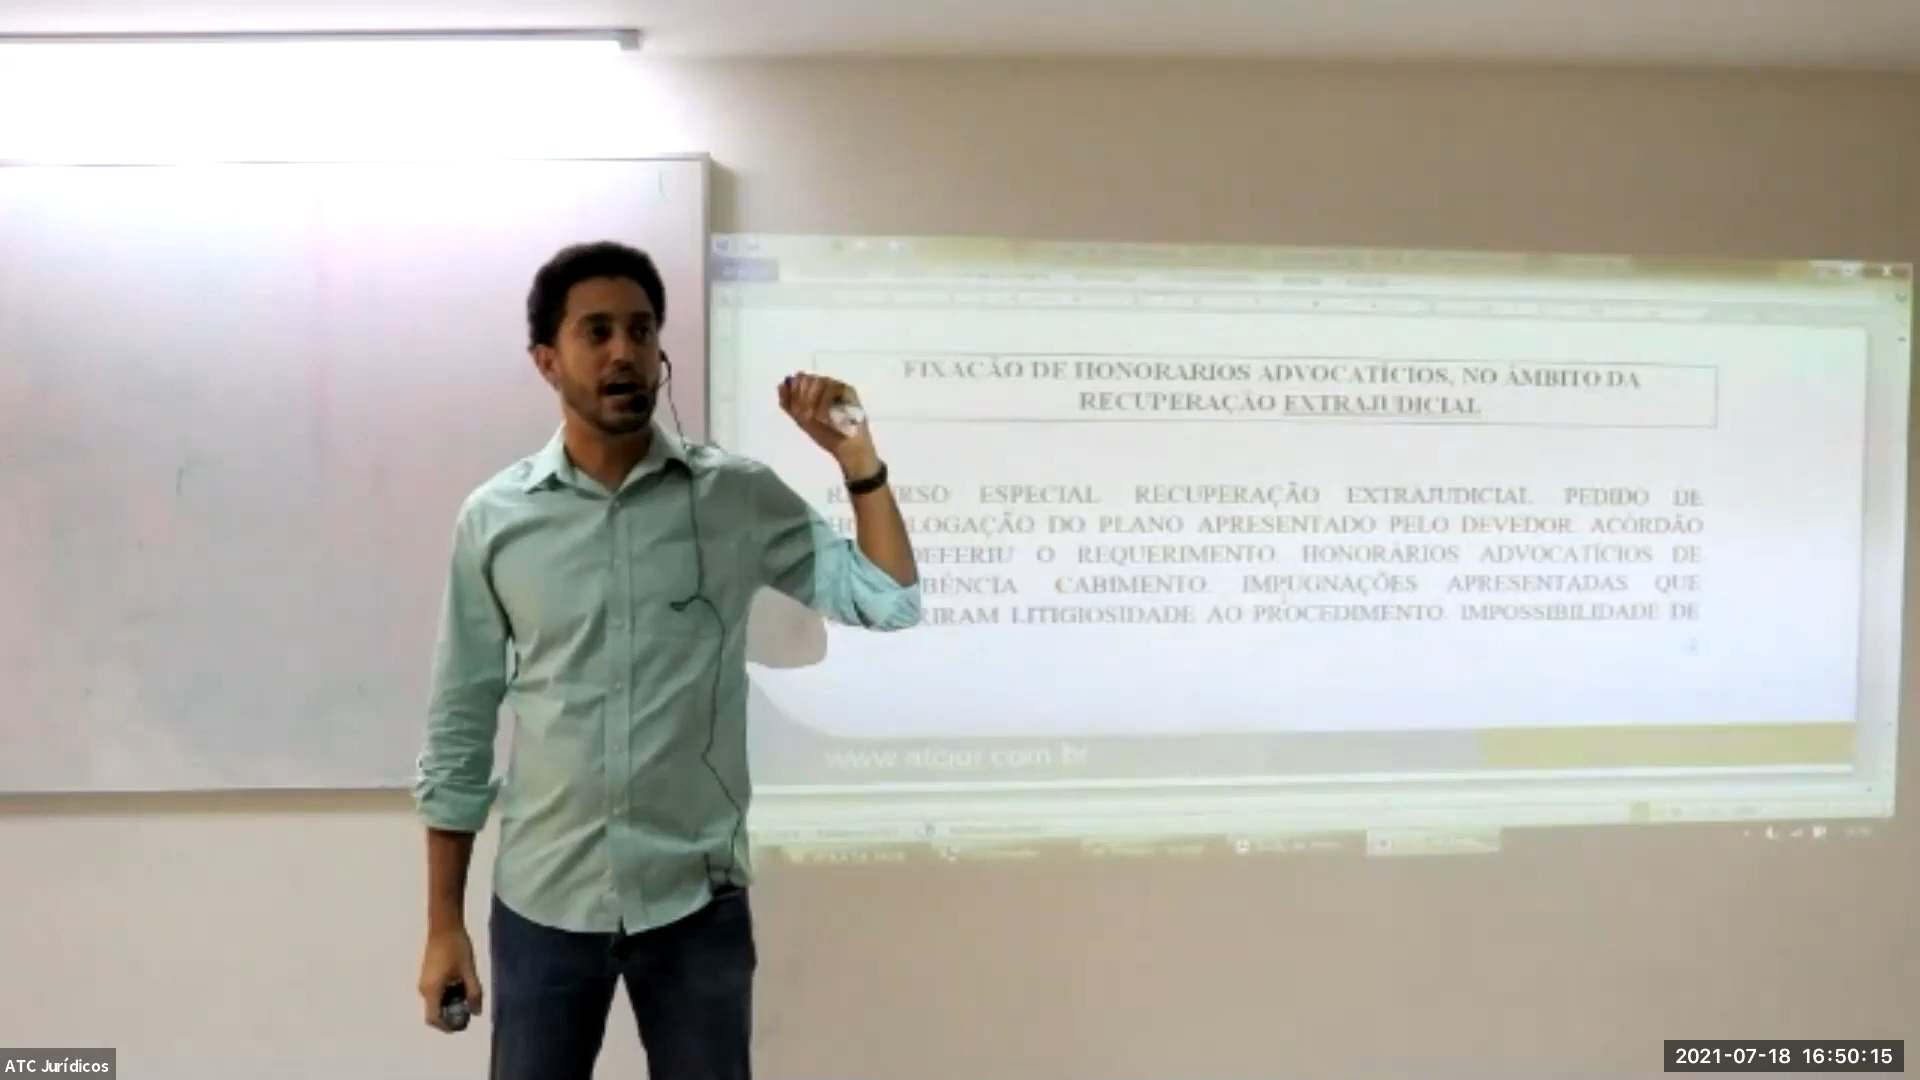 FIXAÇÃO DE HONORÁRIOS ADVOCATÍCIOS, NO ÂMBITO DA
RECUPERAÇÃO EXTRAJUDICIAL
ESPECIAL RECUPERAÇÃO EXTRAJUDICIAL. PEDIDO DE
LOGAÇÃO DO PLANO APRESENTADO PELO DEVEDOR. ACÓRDÃO
DEFERIU O REQUERIMENTO. HONORÁRIOS ADVOCATÍCIOS DE
BÊNCIA CABIMENTO. IMPUGNAÇÕES APRESENTADAS QUE
RIRAM LITIGIOSIDADE AO PROCEDIMENTO. IMPOSSIBILIDADE DE
www.atcjur.com.br
ATC Jurídicos
2021-07-18 16:50:15